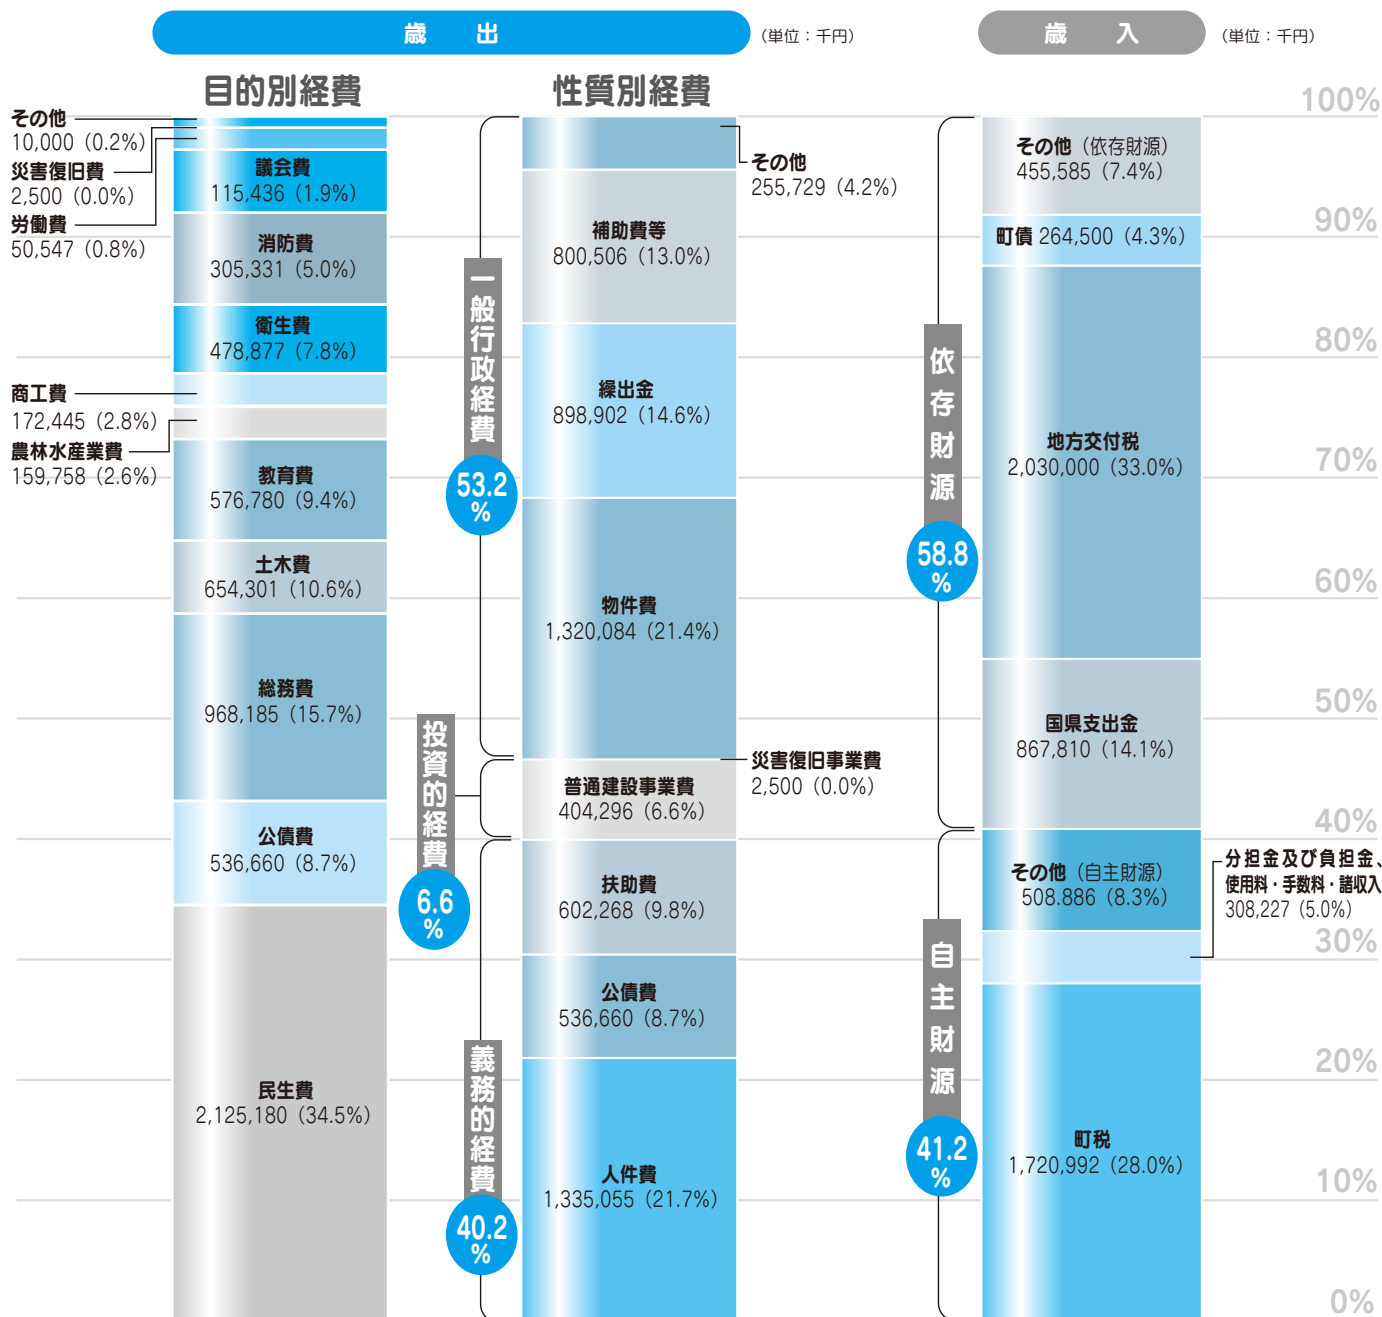 歳 出
（単位：千円）
歳 入
（単位：千円）
目的別経費
性質別経費
その他
10,000（0.2%）
災害復旧費
2,500（0.0%）
労働費
50,547（0.8%）
議会費
115,436（1.9%）
消防費
305,331（5.0%）
衛生費
478,877（7.8%）
商工費
172,445（2.8%）
農林水産業費
159,758（2.6%）
教育費
576,780（9.4%）
土木費
654,301（10.6%）
総務費
968,185（15.7%）
公債費
536,660（8.7%）
民生費
2,125,180（34.5%）
一般行政経費
53.2
%
投資的経費
6.6
%
義務的経費
40.2
%
その他
255,729（4.2%）
補助費等
800,506（13.0%）
繰出金
898,902（14.6%）
物件費
1,320,084（21.4%）
災害復旧事業費
2,500（0.0%）
普通建設事業費
404,296（6.6%）
扶助費
602,268（9.8%）
公債費
536,660（8.7%）
人件費
1,335,055（21.7%）
依存財源
58.8
%
自主財源
41.2
%
その他（依存財源）
455,585（7.4%）
町債 264,500（4.3%）
地方交付税
2,030,000（33.0%）
国県支出金
867,810（14.1%）
その他（自主財源）
508.886（8.3%）
分担金及び負担金、
使用料・手数料・諸収入
308,227（5.0%）
町税
1,720,992（28.0%）
100%
90%
80%
70%
60%
50%
40%
30%
20%
10%
0%